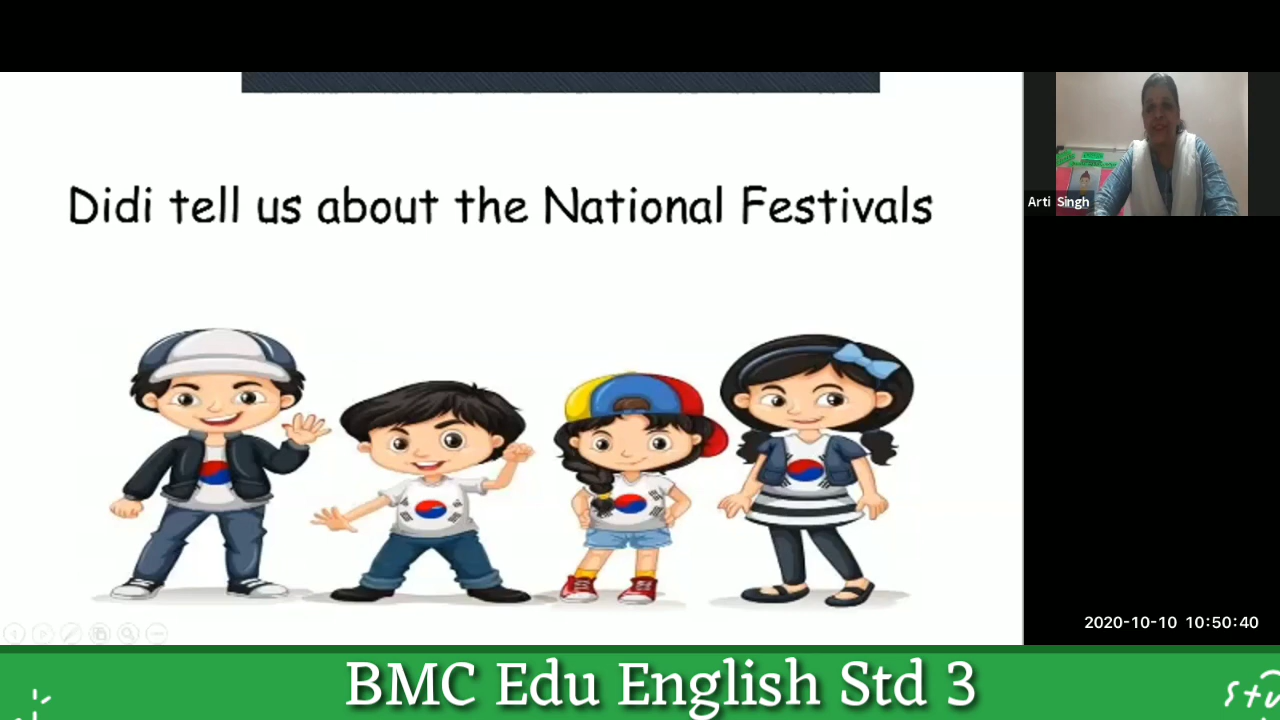 Didi tell us about the National Festivals
Arti Singh
2020-10-10 10:50:40
BMC Edu English Std 3